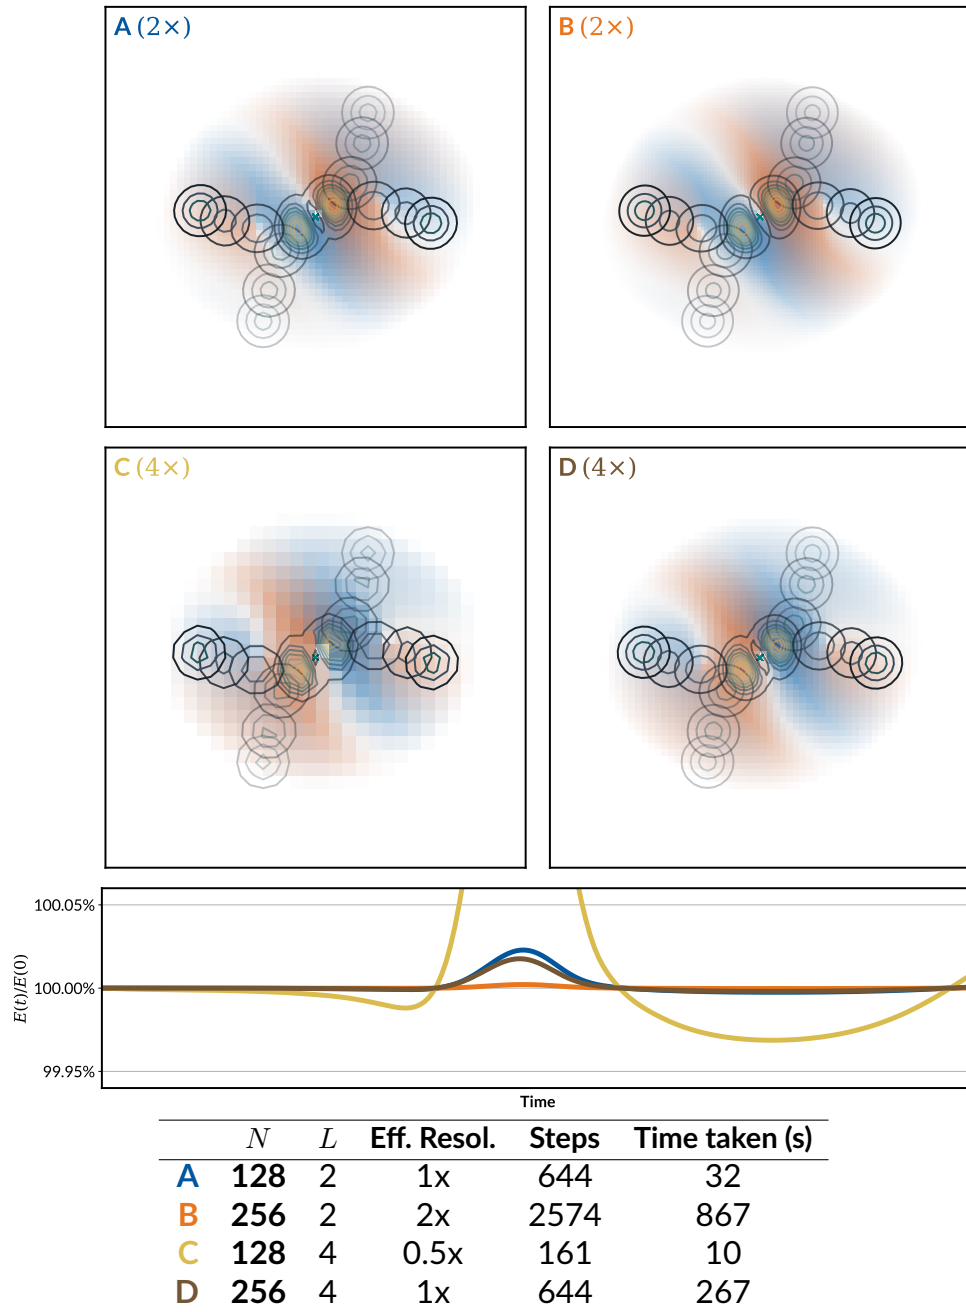 A (2×)
B (2×)
C (4×)
D (4×)
100.05%
100.00%
99.95%
E(t)/E(0)
Time
N L Eff. Resol. Steps Time taken (s)
A 128 2 1x 644 32
B 256 2 2x 2574 867
C 128 4 0.5x 161 10
D 256 4 1x 644 267